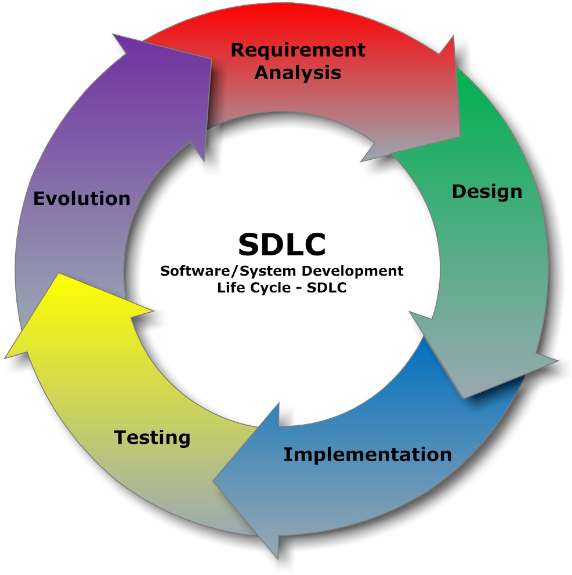 Requirement
Analysis
Design
Implementation
Testing
Evolution
SDLC
Software/System Development
Life Cycle - SDLC